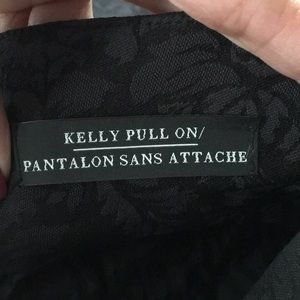 KELLY PULL ON/
PANTALON SANS ATTACHE